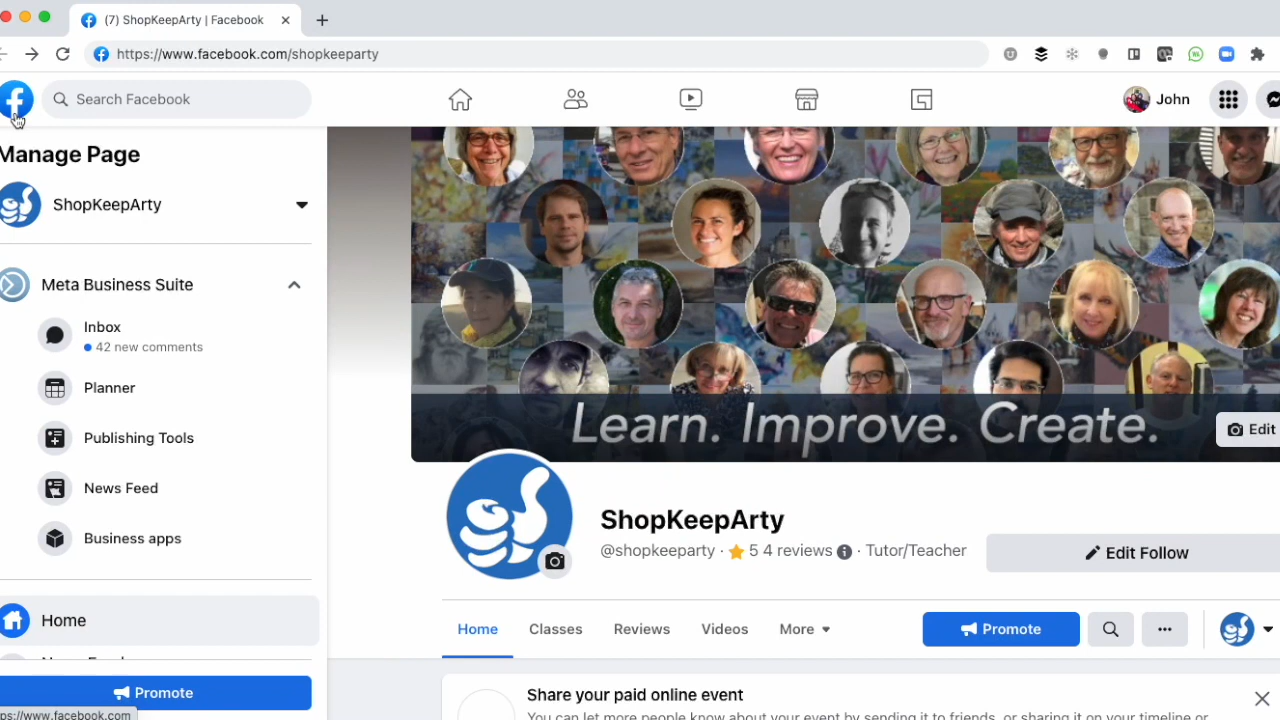 (7) ShopKeepArty | Facebook
https://www.facebook.com/shopkeeparty
Search Facebook
John
Manage Page
ShopKeepArty
Meta Business Suite
Inbox
42 new comments
Planner
Publishing Tools
News Feed
Business apps
Home
Promote
ps://www.facebook.com
Learn. Improve. Create.
Edit
ShopKeepArty
@shopkeeparty · 5 4 reviews · Tutor/Teacher
Edit Follow
Home Classes Reviews Videos More
Promote
Share your paid online event
You can let more people know about your event by sending it to friends, or sharing it on your timeline or